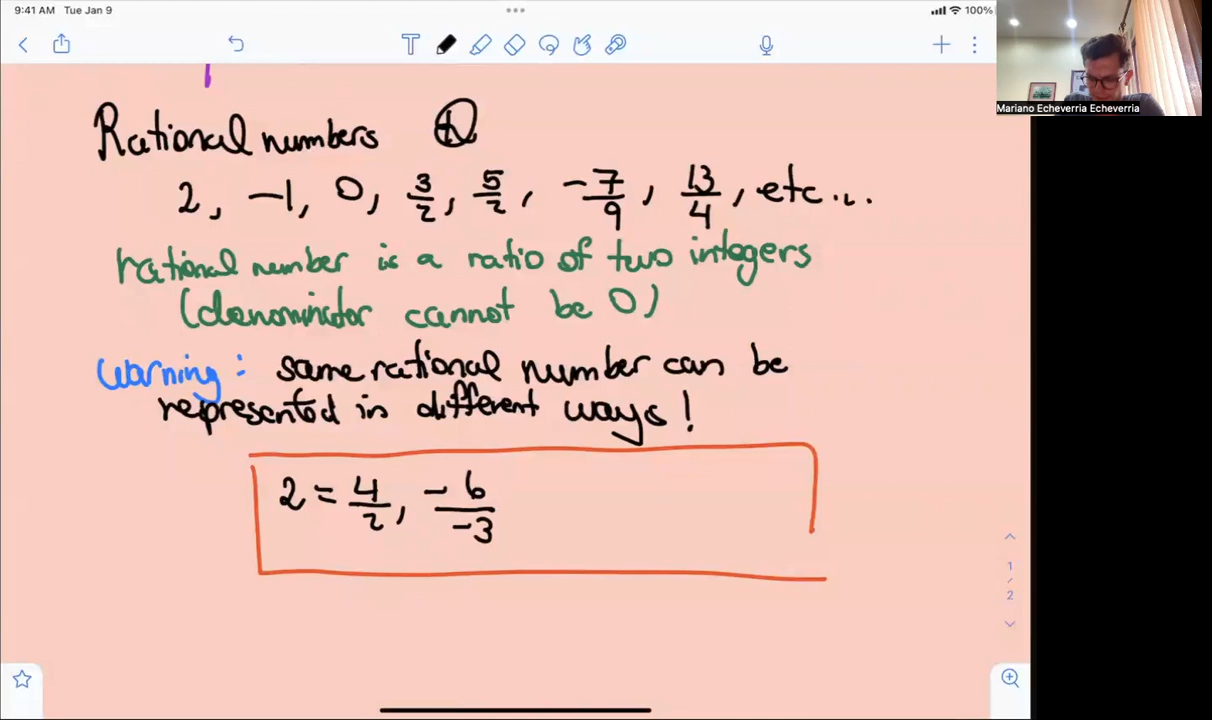 9:41 AM Tue Jan 9
100%
Rational numbers ℚ
2, -1, 0, 3/2, 5/2, -7/9, 13/4, etc...
rational number is a ratio of two integers
(denominator cannot be 0)
Warning: same rational number can be
represented in different ways!
2 = 4/2, -6/-3
1/2
Mariano Echeverria Echeverria